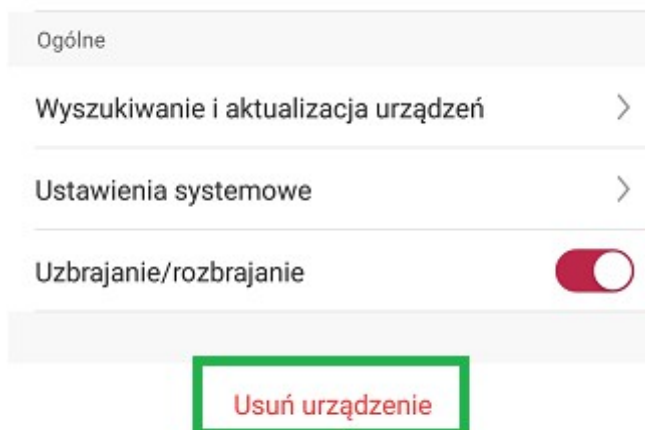 Ogólne
Wyszukiwanie i aktualizacja urządzeń
Ustawienia systemowe
Uzbrajanie/rozbrajanie
Usuń urządzenie